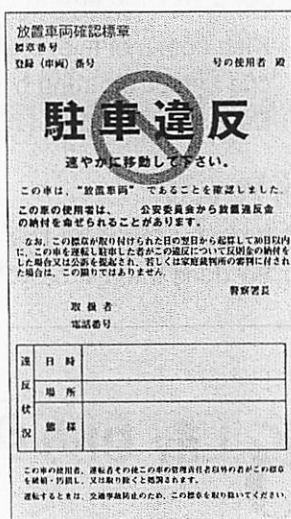 放置車両確認標章
標章番号
登録（車両）番号 号の使用者 殿
駐車違反
速やかに移動して下さい。
この車は、"放置車両" であることを確認しました。
この車の使用者は、 公安委員会から放置違反金
の納付を命ぜられることがあります。
なお、この標章が取り付けられた日の翌日から起算して30日以内
に、この車を運転し駐車した者がこの違反について反則金の納付を
した場合又は公訴を提起され、若しくは家庭裁判所の審判に付され
た場合は、この限りではありません。
警察署長
取扱者
電話番号
違反状況
日時
場所
態様
この車の使用者、運転者その他この車の管理責任者以外の者がこの標章
を破損・汚損し、又は取り除くと処罰されます。
運転するときは、交通事故防止のため、この標章を取り除いてください。